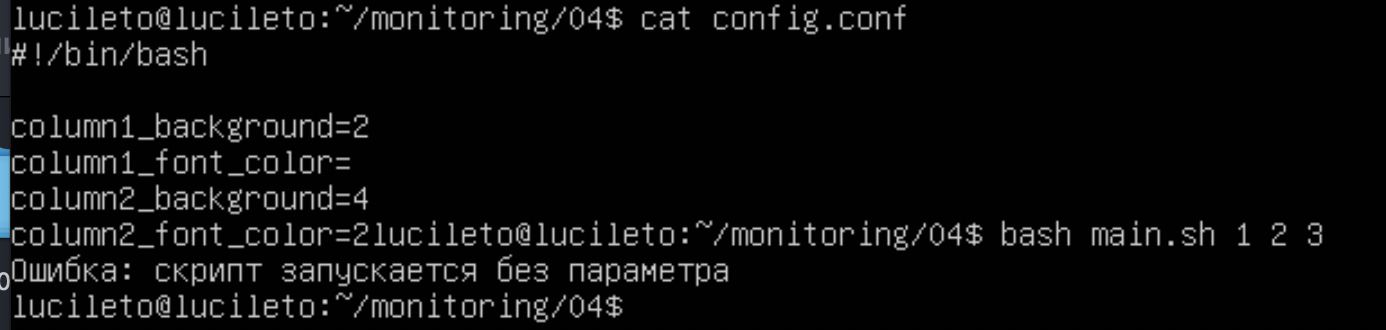 lucileto@lucileto:~/monitoring/04$ cat config.conf
#!/bin/bash
column1_background=2
column1_font_color=
column2_background=4
column2_font_color=2lucileto@lucileto:~/monitoring/04$ bash main.sh 1 2 3
Ошибка: скрипт запускается без параметра
lucileto@lucileto:~/monitoring/04$